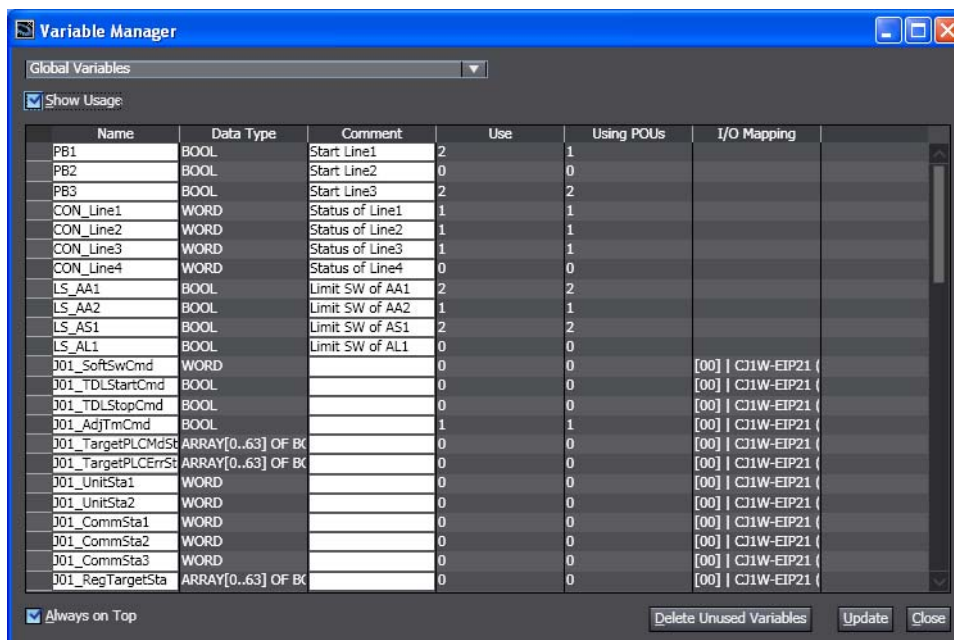 Variable Manager
Global Variables
Show Usage
Name Data Type Comment Use Using POUs I/O Mapping
PB1 BOOL Start Line1 2 1
PB2 BOOL Start Line2 0 0
PB3 BOOL Start Line3 2 2
CON_Line1 WORD Status of Line1 1 1
CON_Line2 WORD Status of Line2 1 1
CON_Line3 WORD Status of Line3 1 1
CON_Line4 WORD Status of Line4 0 0
LS_AA1 BOOL Limit SW of AA1 2 2
LS_AA2 BOOL Limit SW of AA2 1 1
LS_AS1 BOOL Limit SW of AS1 2 2
LS_AL1 BOOL Limit SW of AL1 0 0
J01_SoftSwCmd WORD 0 0 [00] | CJ1W-EIP21 (
J01_TDLStartCmd BOOL 0 0 [00] | CJ1W-EIP21 (
J01_TDLStopCmd BOOL 0 0 [00] | CJ1W-EIP21 (
J01_AdjTmCmd BOOL 1 1 [00] | CJ1W-EIP21 (
J01_TargetPLCMdSt ARRAY[0..63] OF BO 0 0 [00] | CJ1W-EIP21 (
J01_TargetPLCErrSt ARRAY[0..63] OF BO 0 0 [00] | CJ1W-EIP21 (
J01_UnitSta1 WORD 0 0 [00] | CJ1W-EIP21 (
J01_UnitSta2 WORD 0 0 [00] | CJ1W-EIP21 (
J01_CommSta1 WORD 0 0 [00] | CJ1W-EIP21 (
J01_CommSta2 WORD 0 0 [00] | CJ1W-EIP21 (
J01_CommSta3 WORD 0 0 [00] | CJ1W-EIP21 (
J01_RegTargetSta ARRAY[0..63] OF BO 0 0 [00] | CJ1W-EIP21 (
Always on Top Delete Unused Variables Update Close